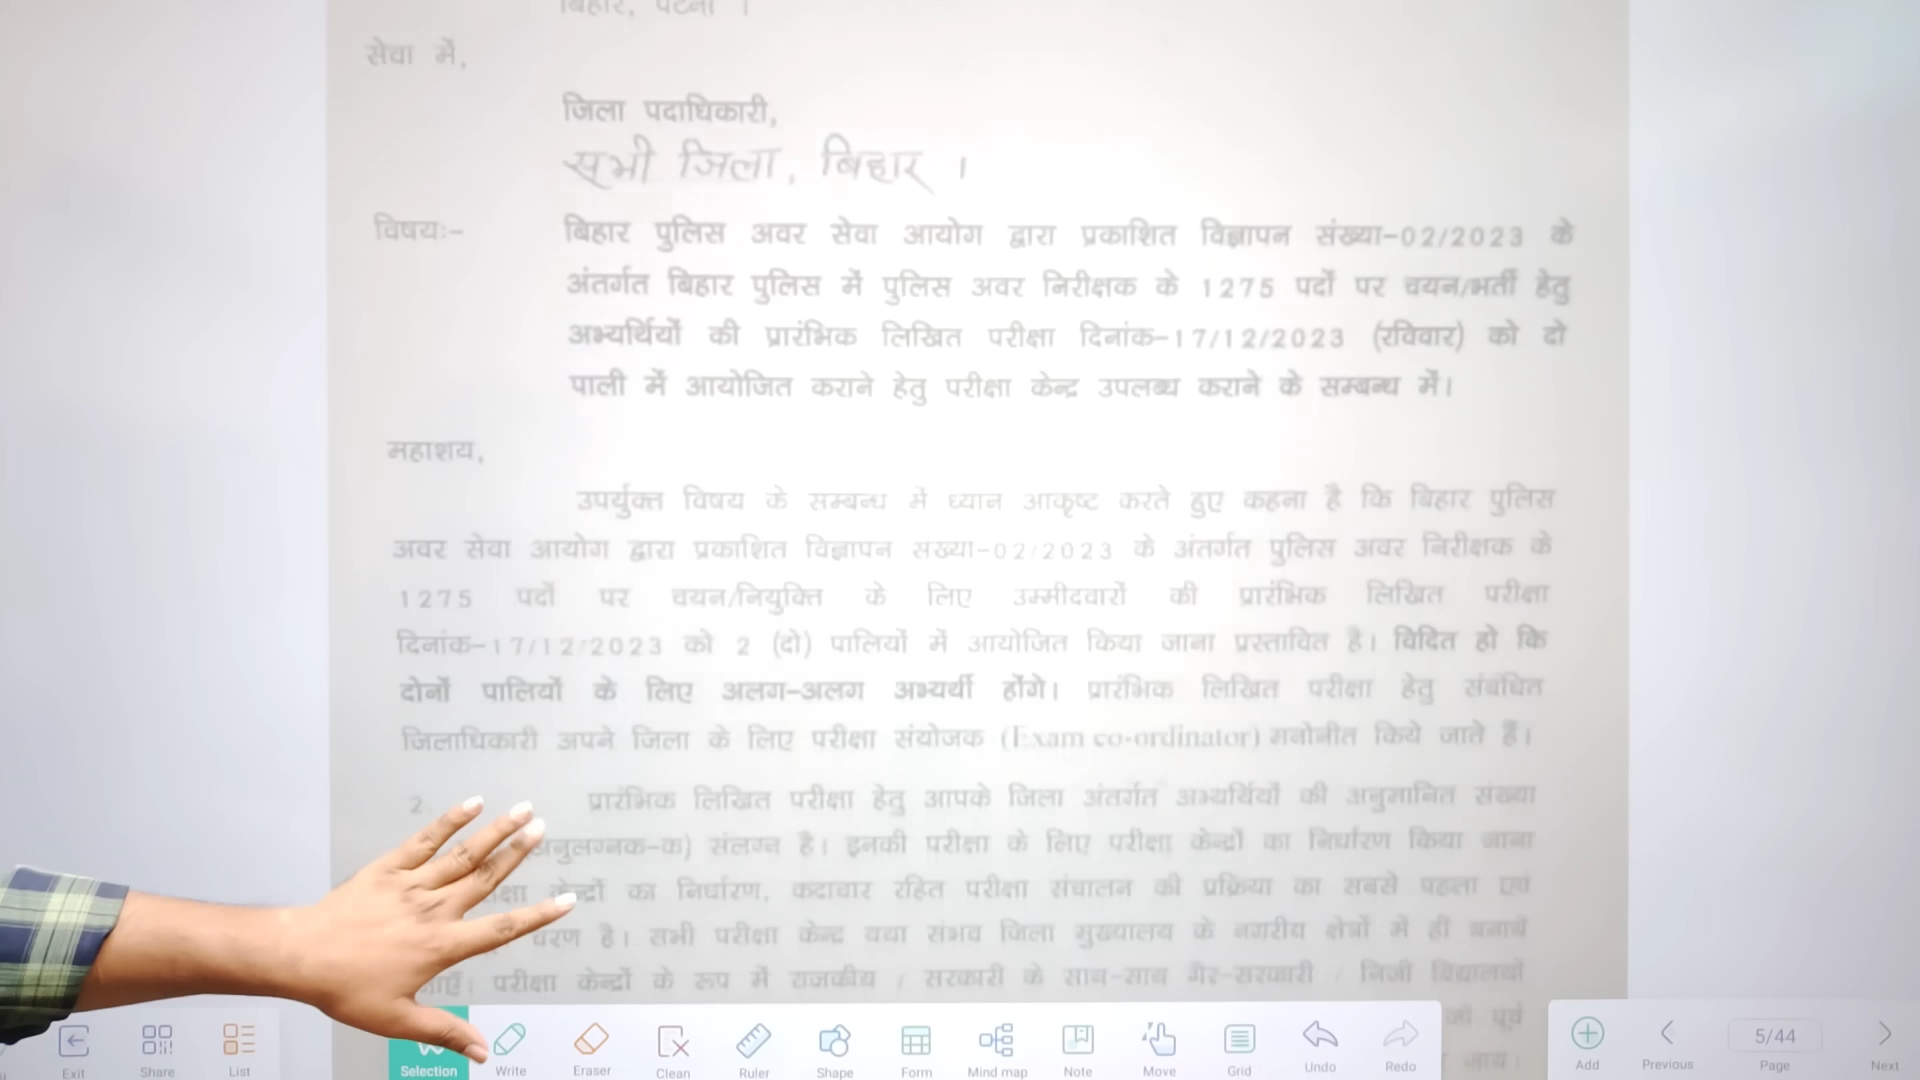 बिहार, पटना ।
सेवा में,
जिला पदाधिकारी,
सभी जिला, बिहार ।
विषयः- बिहार पुलिस अवर सेवा आयोग द्वारा प्रकाशित विज्ञापन संख्या-02/2023 के
अंतर्गत बिहार पुलिस में पुलिस अवर निरीक्षक के 1275 पदों पर चयन/भर्ती हेतु
अभ्यर्थियों की प्रारंभिक लिखित परीक्षा दिनांक-17/12/2023 (रविवार) को दो
पाली में आयोजित कराने हेतु परीक्षा केन्द्र उपलब्ध कराने के सम्बन्ध में।
महाशय,
उपर्युक्त विषय के सम्बन्ध में ध्यान आकृष्ट करते हुए कहना है कि बिहार पुलिस
अवर सेवा आयोग द्वारा प्रकाशित विज्ञापन संख्या-02/2023 के अंतर्गत पुलिस अवर निरीक्षक के
1275 पदों पर चयन/नियुक्ति के लिए उम्मीदवारों की प्रारंभिक लिखित परीक्षा
दिनांक-17/12/2023 को 2 (दो) पालियों में आयोजित किया जाना प्रस्तावित है। विदित हो कि
दोनों पालियों के लिए अलग-अलग अभ्यर्थी होंगे। प्रारंभिक लिखित परीक्षा हेतु संबंधित
जिलाधिकारी अपने जिला के लिए परीक्षा संयोजक (Exam co-ordinator) मनोनीत किये जाते हैं।
2. प्रारंभिक लिखित परीक्षा हेतु आपके जिला अंतर्गत अभ्यर्थियों की अनुमानित संख्या
अनुलग्नक-क) संलग्न है। इनकी परीक्षा के लिए परीक्षा केन्द्रों का निर्धारण किया जाना
केन्द्रों का निर्धारण, कदाचार रहित परीक्षा संचालन की प्रक्रिया का सबसे पहला एवं
चरण है। सभी परीक्षा केन्द्र यथा संभव जिला मुख्यालय के नगरीय क्षेत्रों में ही बनाये
परीक्षा केन्द्रों के रूप में राजकीय / सरकारी के साथ-साथ गैर-सरकारी / निजी विद्यालयों
पूर्व
जाय।
Exit Share List Selection Write Eraser Clean Ruler Shape Form Mind map Note Move Grid Undo Redo Add Previous 5/44 Page Next